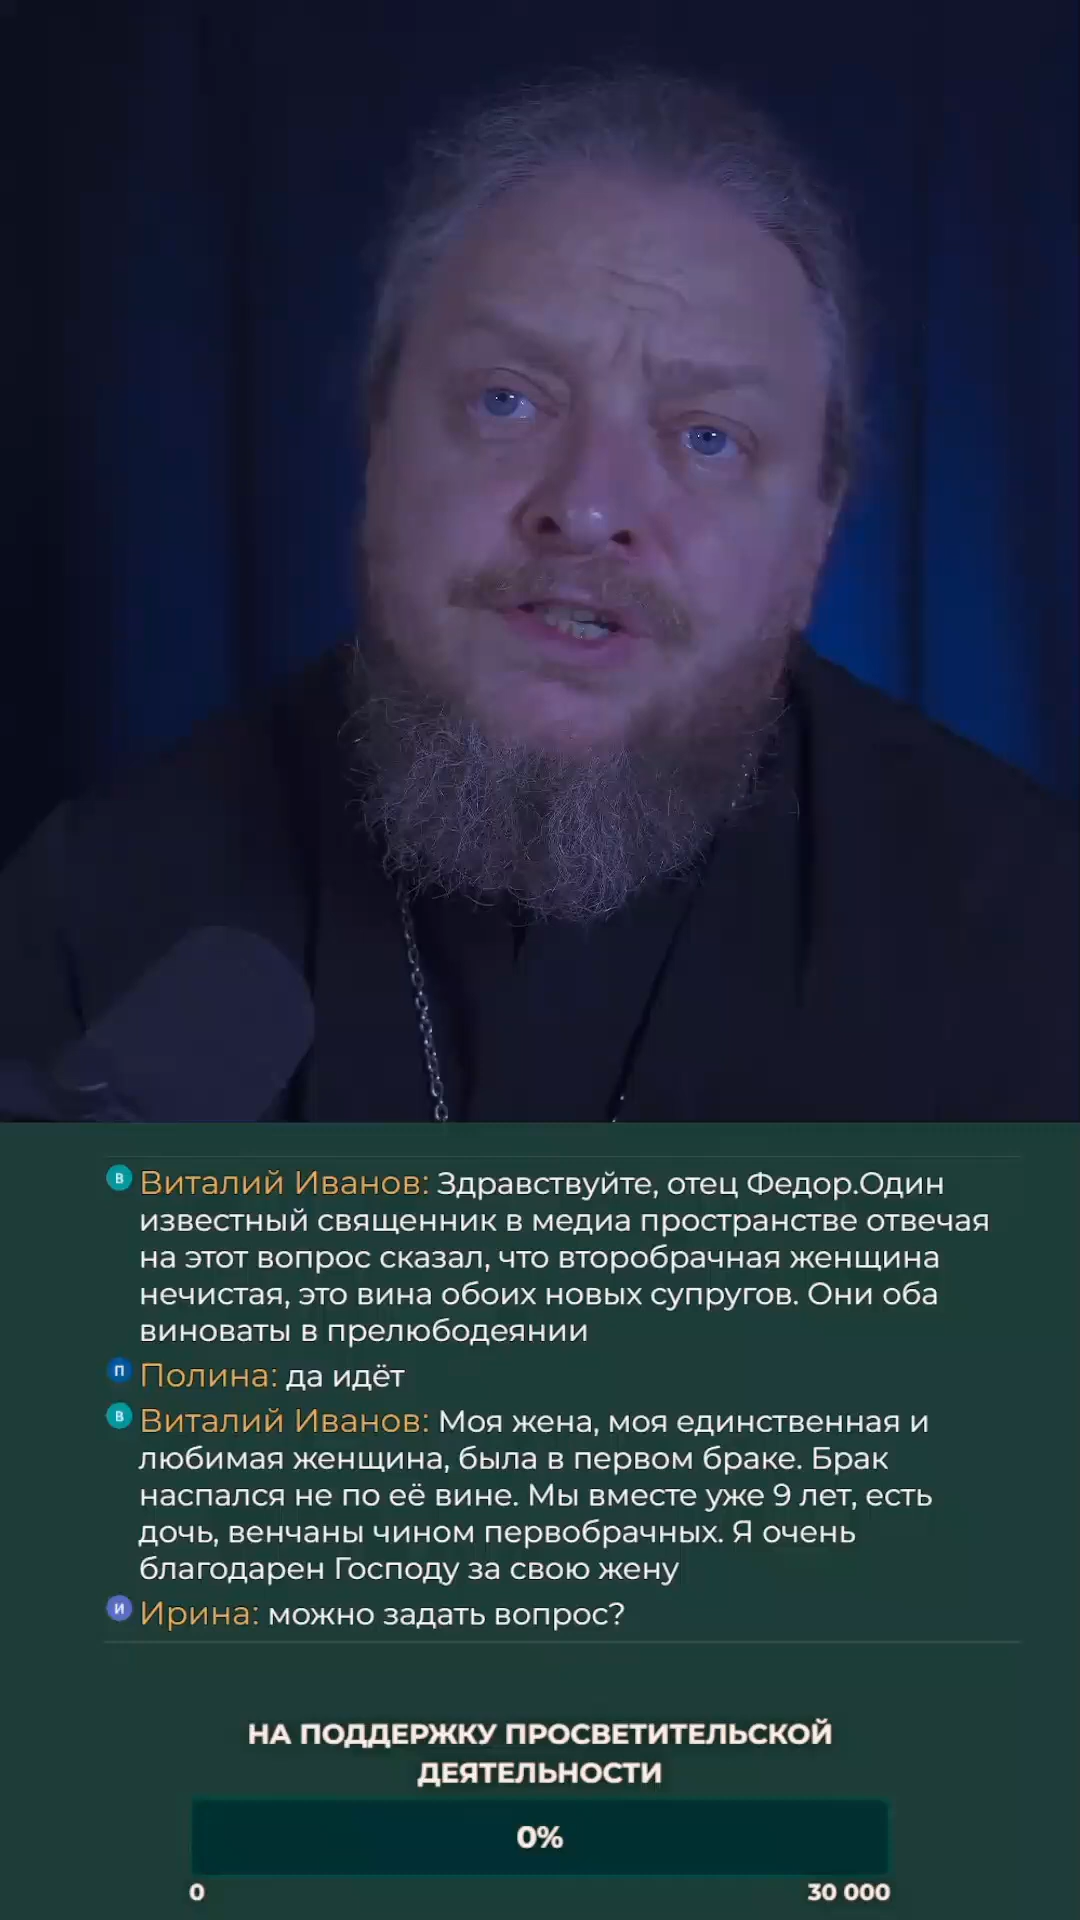 В Виталий Иванов: Здравствуйте, отец Федор.Один
известный священник в медиа пространстве отвечая
на этот вопрос сказал, что второбрачная женщина
нечистая, это вина обоих новых супругов. Они оба
виноваты в прелюбодеянии
П Полина: да идёт
В Виталий Иванов: Моя жена, моя единственная и
любимая женщина, была в первом браке. Брак
наспался не по её вине. Мы вместе уже 9 лет, есть
дочь, венчаны чином первобрачных. Я очень
благодарен Господу за свою жену
И Ирина: можно задать вопрос?
НА ПОДДЕРЖКУ ПРОСВЕТИТЕЛЬСКОЙ
ДЕЯТЕЛЬНОСТИ
0%
0 30 000